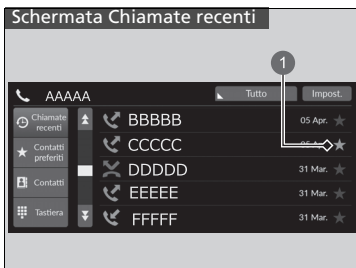 Schermata Chiamate recenti
1
AAAAA
Tutto
Impost.
Chiamate
recenti
Contatti
preferiti
Contatti
Tastiera
BBBBB
05 Apr.
CCCCC
05 A
DDDDD
31 Mar.
EEEEE
31 Mar.
FFFFF
31 Mar.